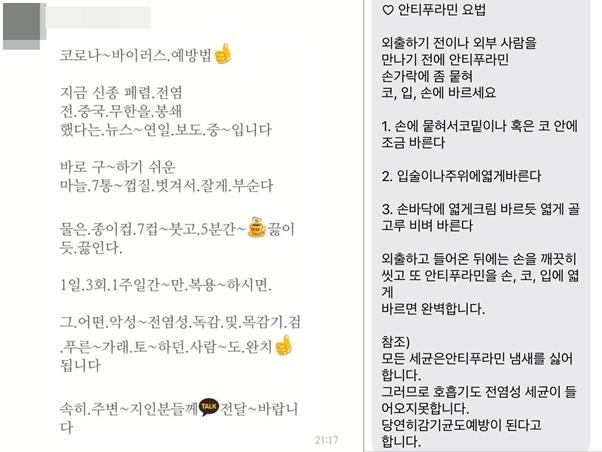 코로나~바이러스.예방법👍
지금 신종 페렴.전염
전.중국.무한을.봉쇄
했다는.뉴스~연일.보도.중~입니다
바로 구~하기 쉬운
마늘.7통~껍질.벗겨서.잘게.부순다
물은.종이컵.7컵~붓고.5분간~☕끓이
듯.끓인다.
1일.3회.1주일간~만.복용~하시면.
그.어떤.악성~전염성.독감.및.목감기.검
.푸른~가래.토~하던.사람~도.완치👍
됩니다
속히.주변~지인분들께TALK전달~바랍니
다
21:17
♡ 안티푸라민 요법
외출하기 전이나 외부 사람을
만나기 전에 안티푸라민
손가락에 좀 뭍혀
코, 입, 손에 바르세요
1. 손에 뭍혀서코밑이나 혹은 코 안에
조금 바른다
2. 입술이나주위에엷게바른다
3. 손바닥에 엷게크림 바르듯 엷게 골
고루 비벼 바른다
외출하고 들어온 뒤에는 손을 깨끗히
씻고 또 안티푸라민을 손, 코, 입에 엷
게
바르면 완벽합니다.
참조)
모든 세균은안티푸라민 냄새를 싫어
합니다.
그러므로 호흡기도 전염성 세균이 들
어오지못합니다.
당연히감기균도예방이 된다고
합니다.